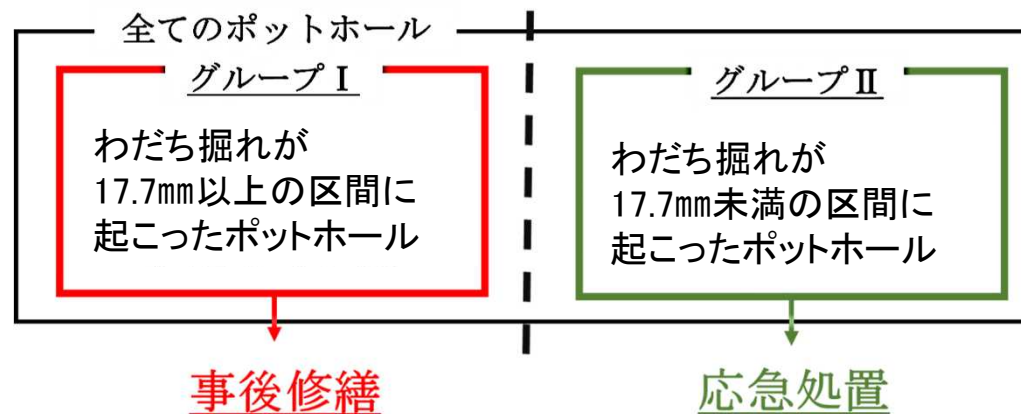 全てのポットホール
グループⅠ
わだち掘れが
17.7㎜以上の区間に
起こったポットホール
事後修繕
グループⅡ
わだち掘れが
17.7㎜未満の区間に
起こったポットホール
応急処置